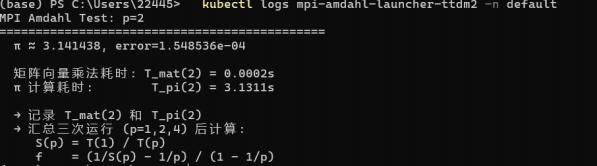 (base) PS C:\Users\22445>   kubectl logs mpi-amdahl-launcher-ttdm2 -n default
MPI Amdahl Test: p=2
============================================
π ≈ 3.141438, error=1.548536e-04
矩阵向量乘法耗时: T_mat(2) = 0.0002s
π 计算耗时:       T_pi(2) = 3.1311s
→ 记录 T_mat(2) 和 T_pi(2)
→ 汇总三次运行 (p=1,2,4) 后计算:
S(p) = T(1) / T(p)
f    = (1/S(p) - 1/p) / (1 - 1/p)